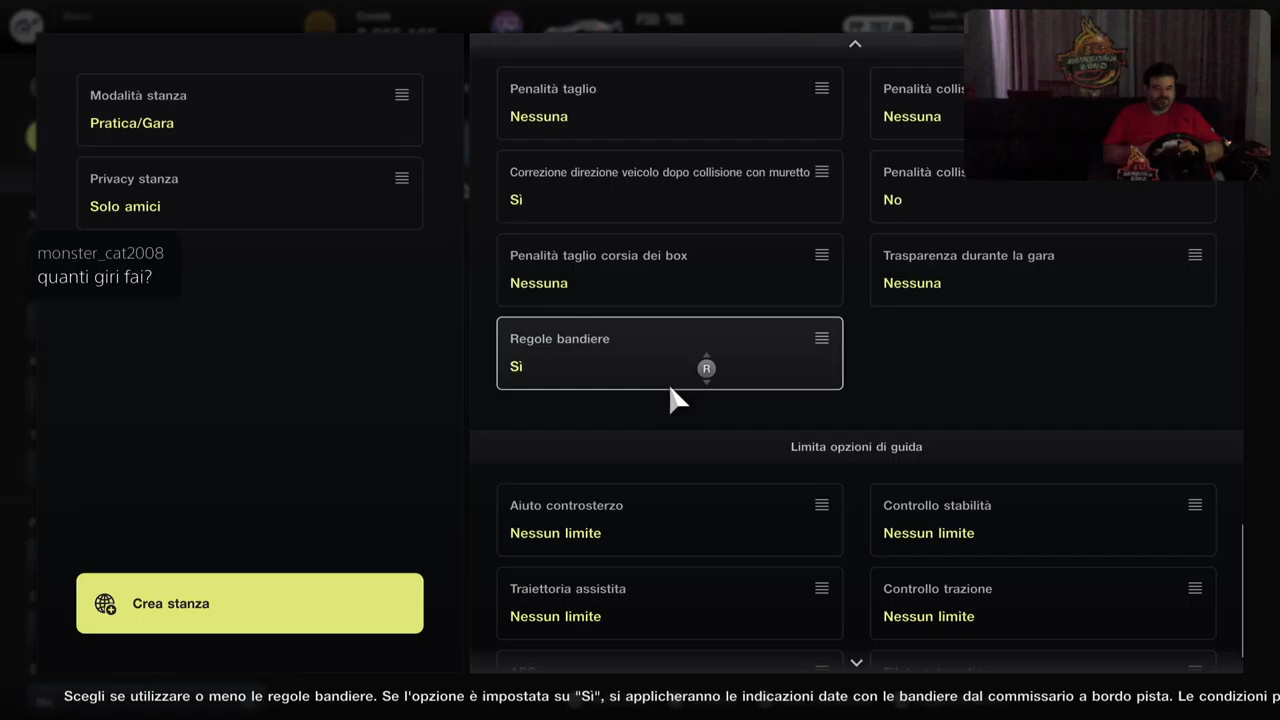 Modalità stanza
Pratica/Gara
Privacy stanza
Solo amici
monster_cat2008
quanti giri fai?
Crea stanza
Penalità taglio
Nessuna
Penalità collis
Nessuna
Correzione direzione veicolo dopo collisione con muretto
Sì
Penalità collis
No
Penalità taglio corsia dei box
Nessuna
Trasparenza durante la gara
Nessuna
Regole bandiere
Sì
R
Limita opzioni di guida
Aiuto controsterzo
Nessun limite
Controllo stabilità
Nessun limite
Traiettoria assistita
Nessun limite
Controllo trazione
Nessun limite
Scegli se utilizzare o meno le regole bandiere. Se l'opzione è impostata su "Sì", si applicheranno le indicazioni date con le bandiere dal commissario a bordo pista. Le condizioni p